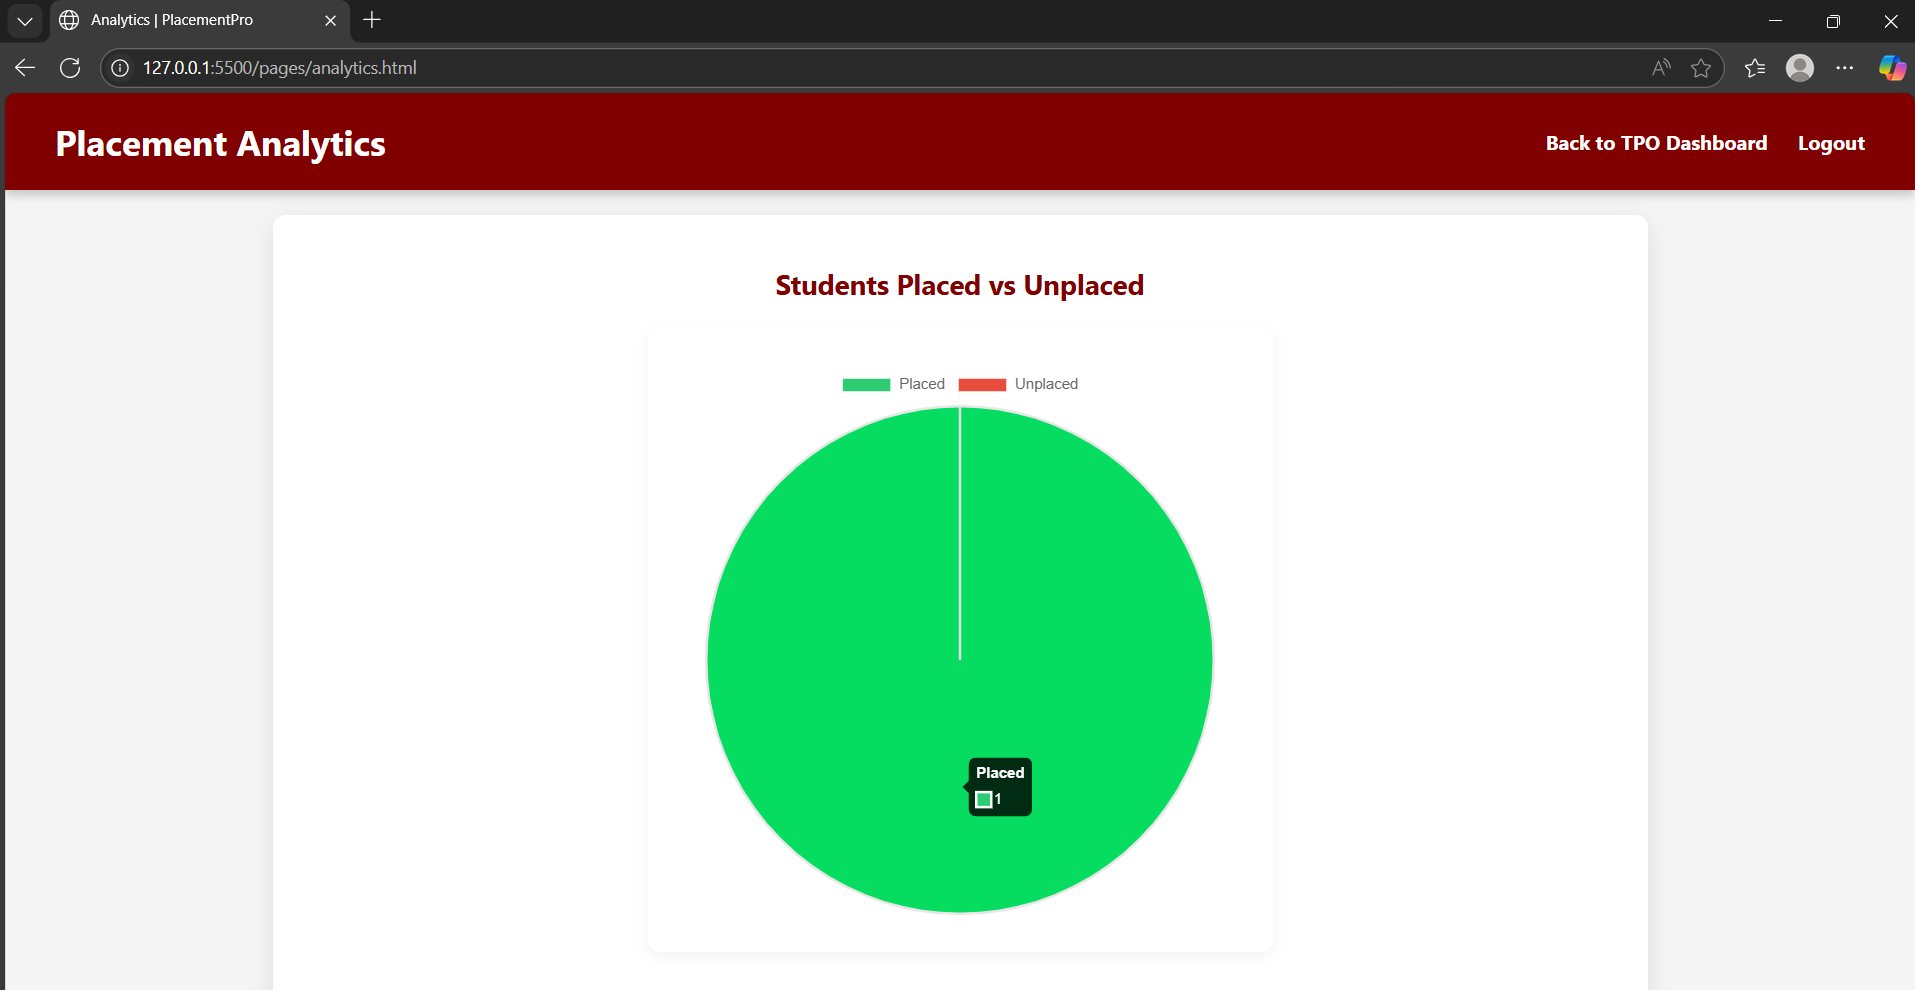 Analytics | PlacementPro
127.0.0.1:5500/pages/analytics.html
Placement Analytics
Back to TPO Dashboard
Logout
Students Placed vs Unplaced
Placed
Unplaced
Placed
1